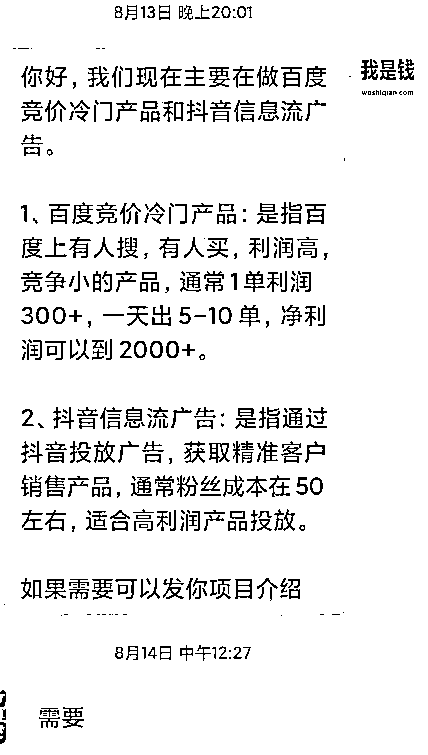 8月13日 晚上20:01
我是钱
woshiqian.com
你好，我们现在主要在做百度
竞价冷门产品和抖音信息流广
告。
1、百度竞价冷门产品：是指百
度上有人搜，有人买，利润高，
竞争小的产品，通常1单利润
300+，一天出5-10单，净利
润可以到2000+。
2、抖音信息流广告：是指通过
抖音投放广告，获取精准客户
销售产品，通常粉丝成本在50
左右，适合高利润产品投放。
如果需要可以发你项目介绍
8月14日 中午12:27
需要